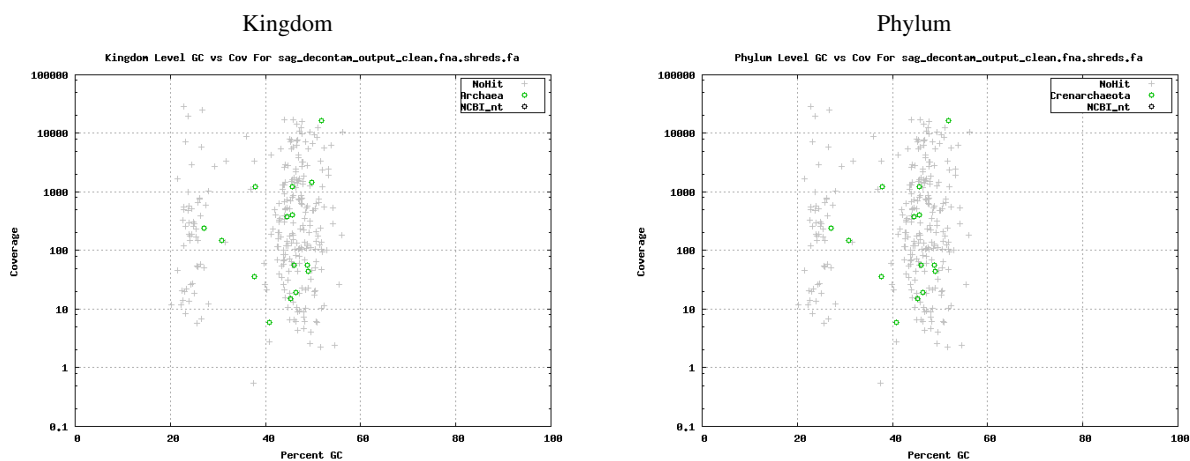 Kingdom
Kingdom Level GC vs Cov For sag_decontam_output_clean.fna.shreds.fa
100000
10000
1000
100
10
1
0.1
Coverage
NoHit
Archaea
NCBI_nt
0 20 40 60 80 100
Percent GC
Phylum
Phylum Level GC vs Cov For sag_decontam_output_clean.fna.shreds.fa
100000
10000
1000
100
10
1
0.1
Coverage
NoHit
Crenarchaeota
NCBI_nt
0 20 40 60 80 100
Percent GC